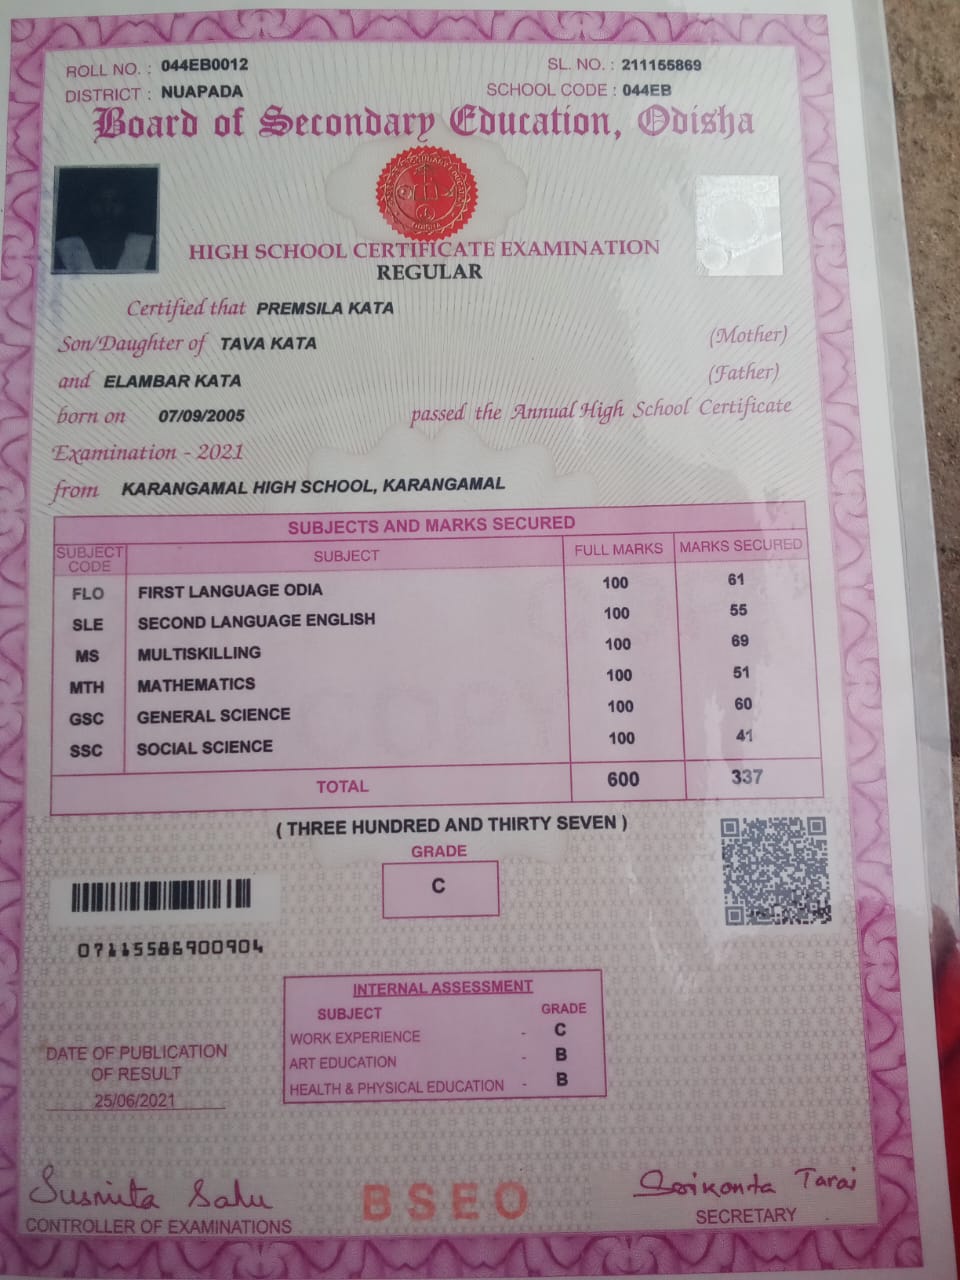 ROLL NO. : 044EB0012
SL. NO. : 211155869
DISTRICT : NUAPADA
SCHOOL CODE : 044EB
Board of Secondary Education, Odisha
HIGH SCHOOL CERTIFICATE EXAMINATION
REGULAR
Certified that PREMSILA KATA
Son/Daughter of TAVA KATA (Mother)
and ELAMBAR KATA (Father)
born on 07/09/2005 passed the Annual High School Certificate
Examination - 2021
from KARANGAMAL HIGH SCHOOL, KARANGAMAL
SUBJECTS AND MARKS SECURED
SUBJECT CODE SUBJECT FULL MARKS MARKS SECURED
FLO FIRST LANGUAGE ODIA 100 61
SLE SECOND LANGUAGE ENGLISH 100 55
MS MULTISKILLING 100 69
MTH MATHEMATICS 100 51
GSC GENERAL SCIENCE 100 60
SSC SOCIAL SCIENCE 100 41
TOTAL 600 337
( THREE HUNDRED AND THIRTY SEVEN )
GRADE
C
07115586900904
INTERNAL ASSESSMENT
SUBJECT GRADE
WORK EXPERIENCE - C
ART EDUCATION - B
HEALTH & PHYSICAL EDUCATION - B
DATE OF PUBLICATION
OF RESULT
25/06/2021
Susmita Sahu
CONTROLLER OF EXAMINATIONS
BSEO
Srikanta Tarai
SECRETARY